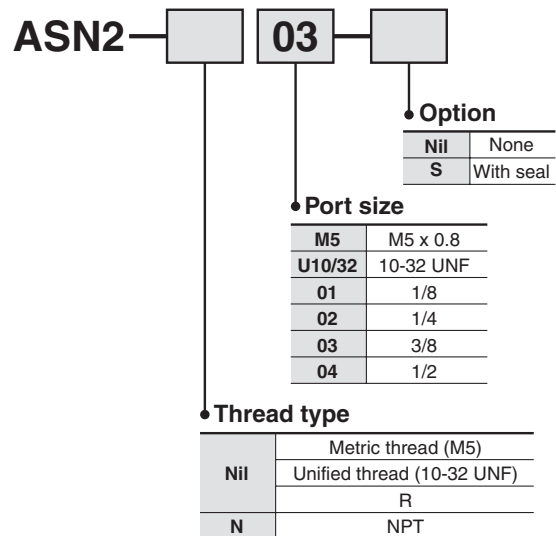 ASN2 — 03 —
Option
Nil None
S With seal
Port size
M5 M5 x 0.8
U10/32 10-32 UNF
01 1/8
02 1/4
03 3/8
04 1/2
Thread type
Nil Metric thread (M5)
Unified thread (10-32 UNF)
R
N NPT